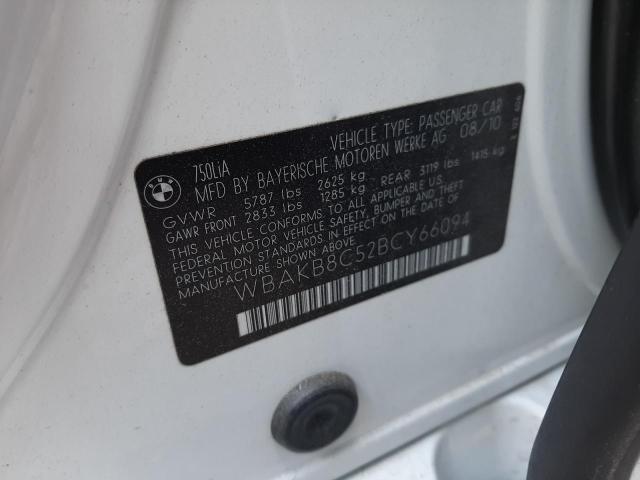 BMW
750LiA
VEHICLE TYPE: PASSENGER CAR
MFD BY BAYERISCHE MOTOREN WERKE AG 08/10
GVWR 5787 lbs 2625 kg
GAWR FRONT 2833 lbs 1285 kg REAR 3119 lbs 1415 kg
THIS VEHICLE CONFORMS TO ALL APPLICABLE US
FEDERAL MOTOR VEHICLE SAFETY, BUMPER AND THEFT
PREVENTION STANDARDS IN EFFECT ON THE DATE OF
MANUFACTURE SHOWN ABOVE
WBAKB8C52BCY66094